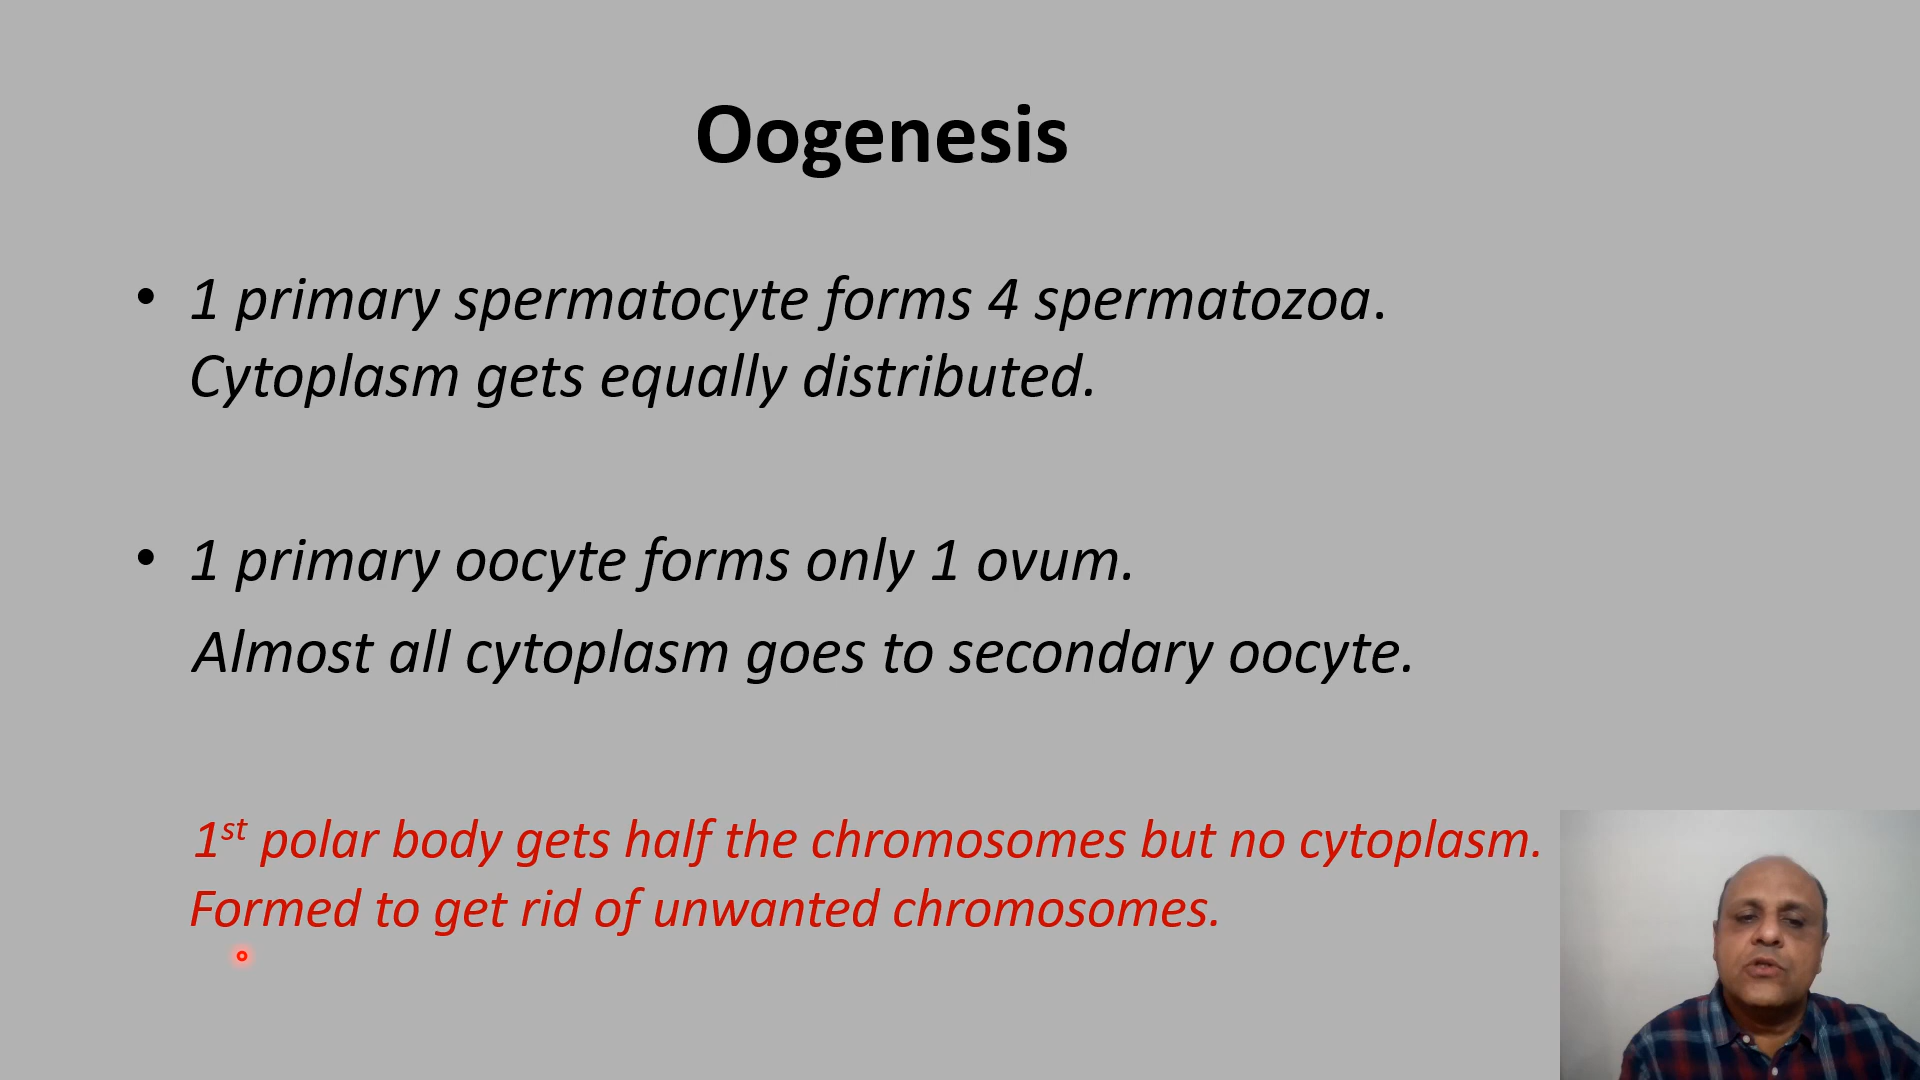 Oogenesis
• 1 primary spermatocyte forms 4 spermatozoa.
Cytoplasm gets equally distributed.
• 1 primary oocyte forms only 1 ovum.
Almost all cytoplasm goes to secondary oocyte.
1st polar body gets half the chromosomes but no cytoplasm.
Formed to get rid of unwanted chromosomes.